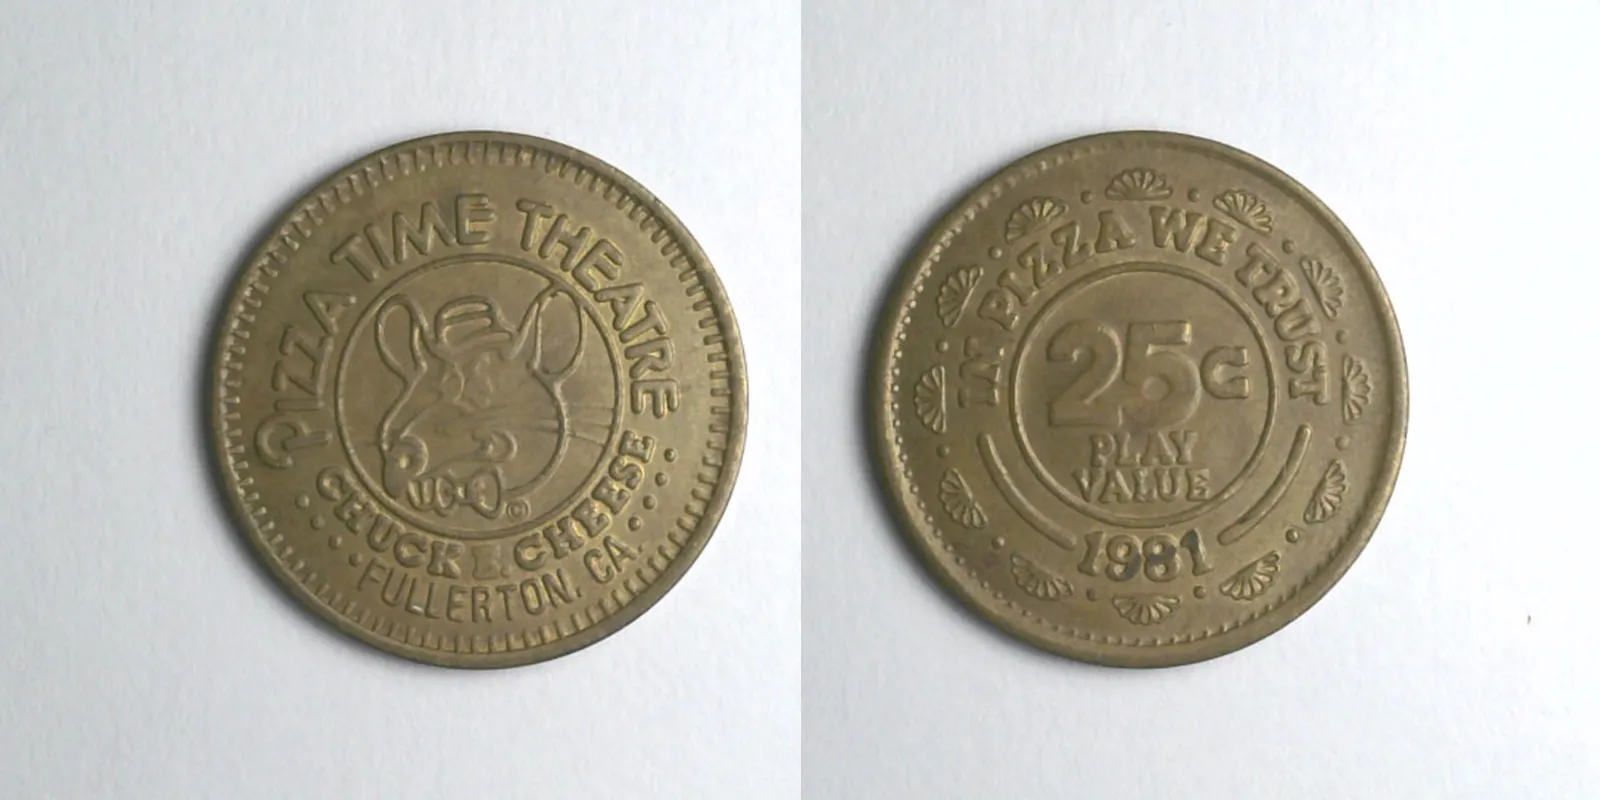 PIZZA TIME THEATRE
CHUCK E. CHEESE
FULLERTON, CA.
©
IN PIZZA WE TRUST
25¢
PLAY
VALUE
1981